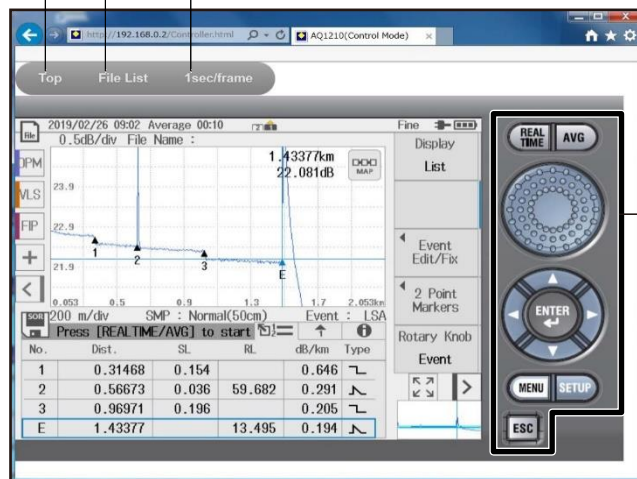 http://192.168.0.2/Controller.html
AQ1210(Control Mode)
Top File List 1sec/frame
File 2019/02/26 09:02 Average 00:10 Fine
0.5dB/div File Name :
1.43377km
22.081dB
MAP
Display
List
OPM
VLS
FIP
23.9
22.9
21.9
1 2 3 E
Event
Edit/Fix
2 Point
Markers
0.053 0.5 0.9 1.3 1.7 2.053km
200 m/div SMP : Normal(50cm) Event : LSA
SOR Press [REALTIME/AVG] to start
Rotary Knob
Event
No. Dist. SL RL dB/km Type
1 0.31468 0.154 0.646
2 0.56673 0.036 59.682 0.291
3 0.96971 0.196 0.205
E 1.43377 13.495 0.194
REAL TIME AVG
ENTER
MENU SETUP
ESC